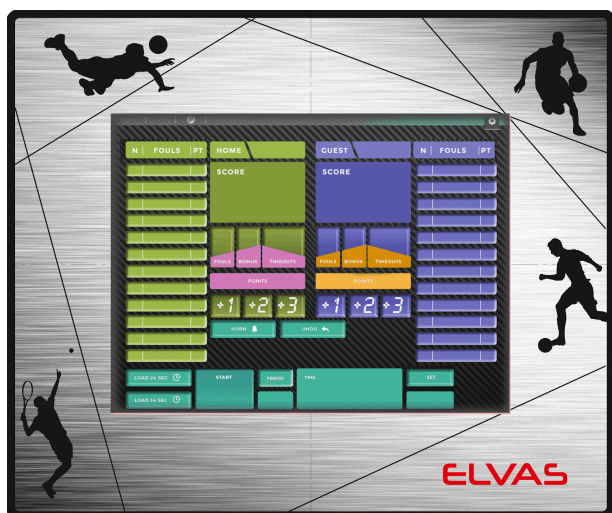 N FOULS PT HOME GUEST N FOULS PT
SCORE SCORE
FOULS BONUS TIMEOUTS FOULS BONUS TIMEOUTS
POINTS POINTS
+1 +2 +3 +1 +2 +3
HORN UNDO
LOAD 24 SEC START PERIOD TIME SET
LOAD 14 SEC
ELVAS